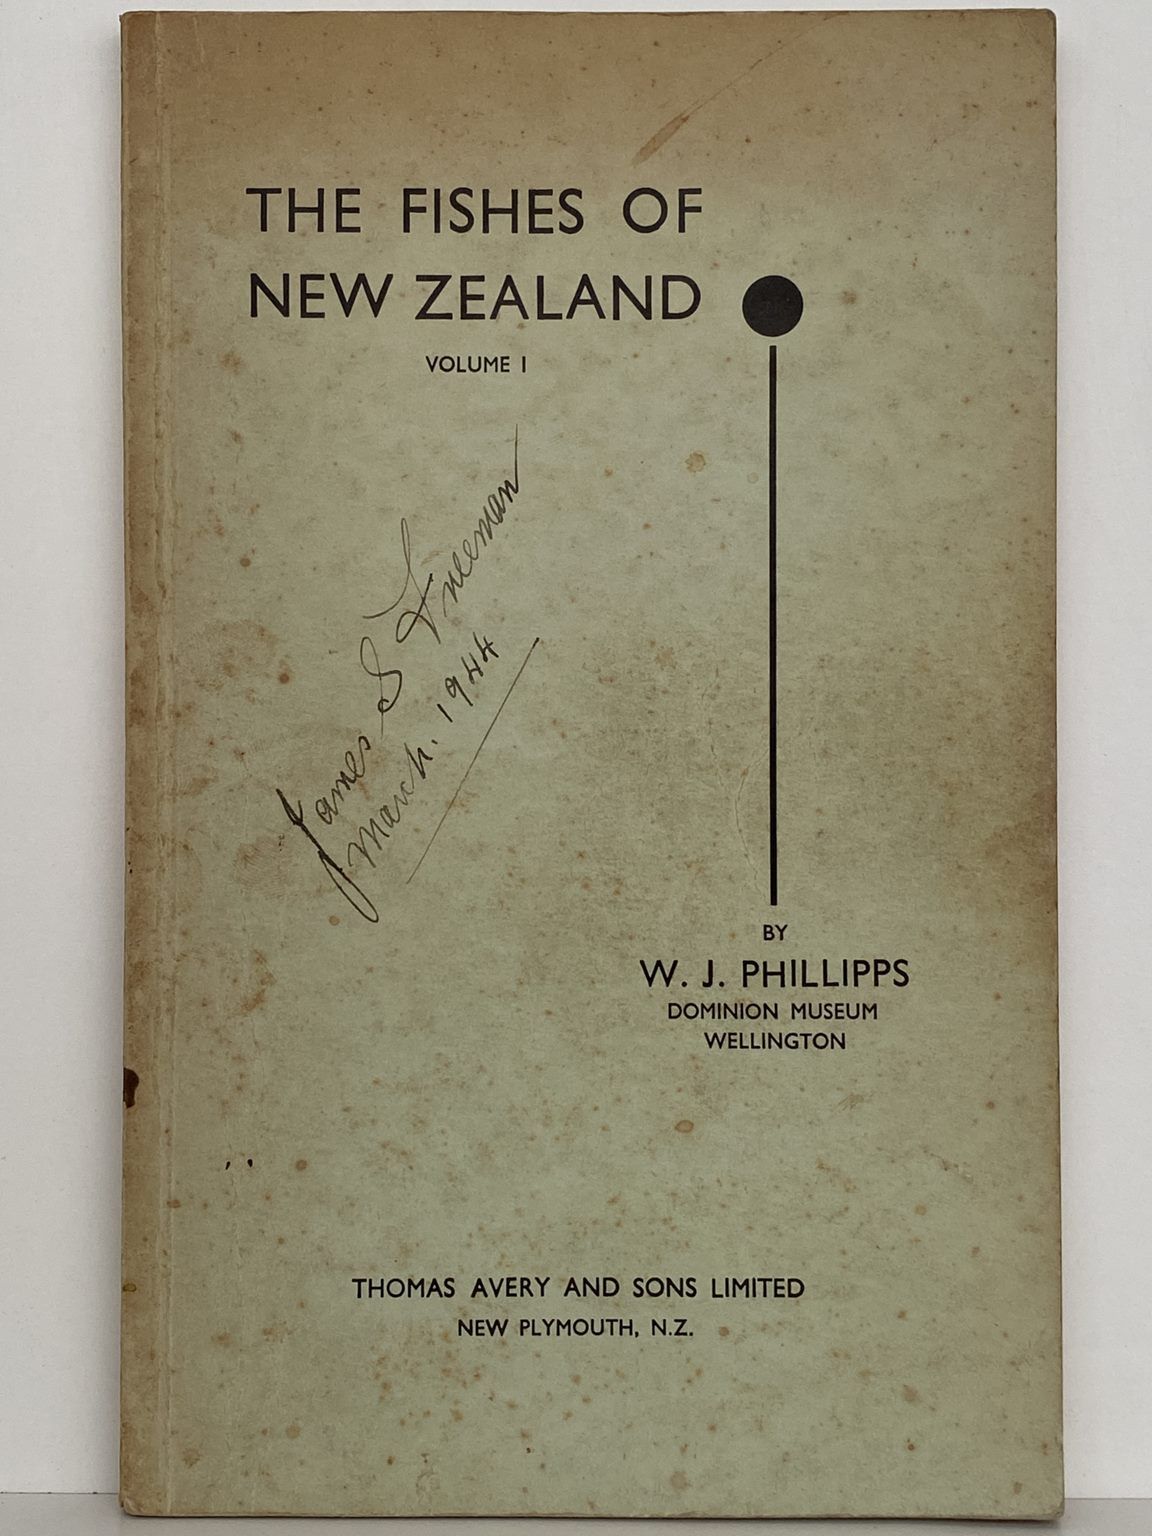 THE FISHES OF
NEW ZEALAND
VOLUME I
James S Freeman
March. 1944
BY
W. J. PHILLIPPS
DOMINION MUSEUM
WELLINGTON
THOMAS AVERY AND SONS LIMITED
NEW PLYMOUTH, N.Z.